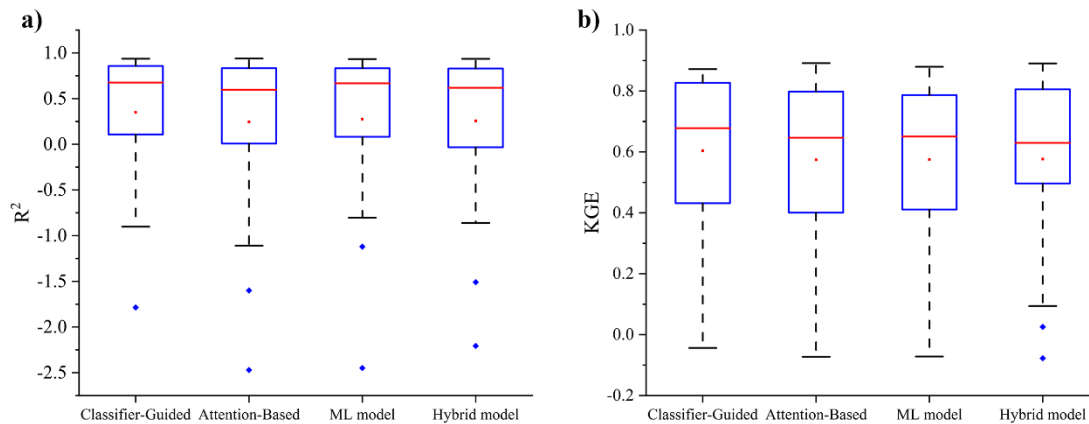 a)
R²
1.0
0.5
0.0
-0.5
-1.0
-1.5
-2.0
-2.5
Classifier-Guided Attention-Based ML model Hybrid model
b)
KGE
1.0
0.8
0.6
0.4
0.2
0.0
-0.2
Classifier-Guided Attention-Based ML model Hybrid model